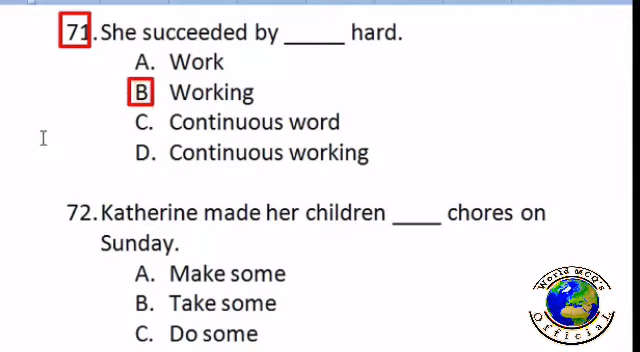 71. She succeeded by _____ hard.
A. Work
B Working
C. Continuous word
D. Continuous working
72. Katherine made her children ____ chores on
Sunday.
A. Make some
B. Take some
C. Do some
World MCQ's
Official